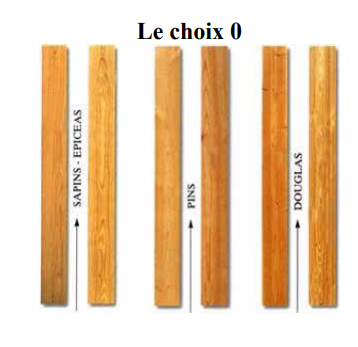 Le choix 0
SAPINS - EPICEAS
PINS
DOUGLAS